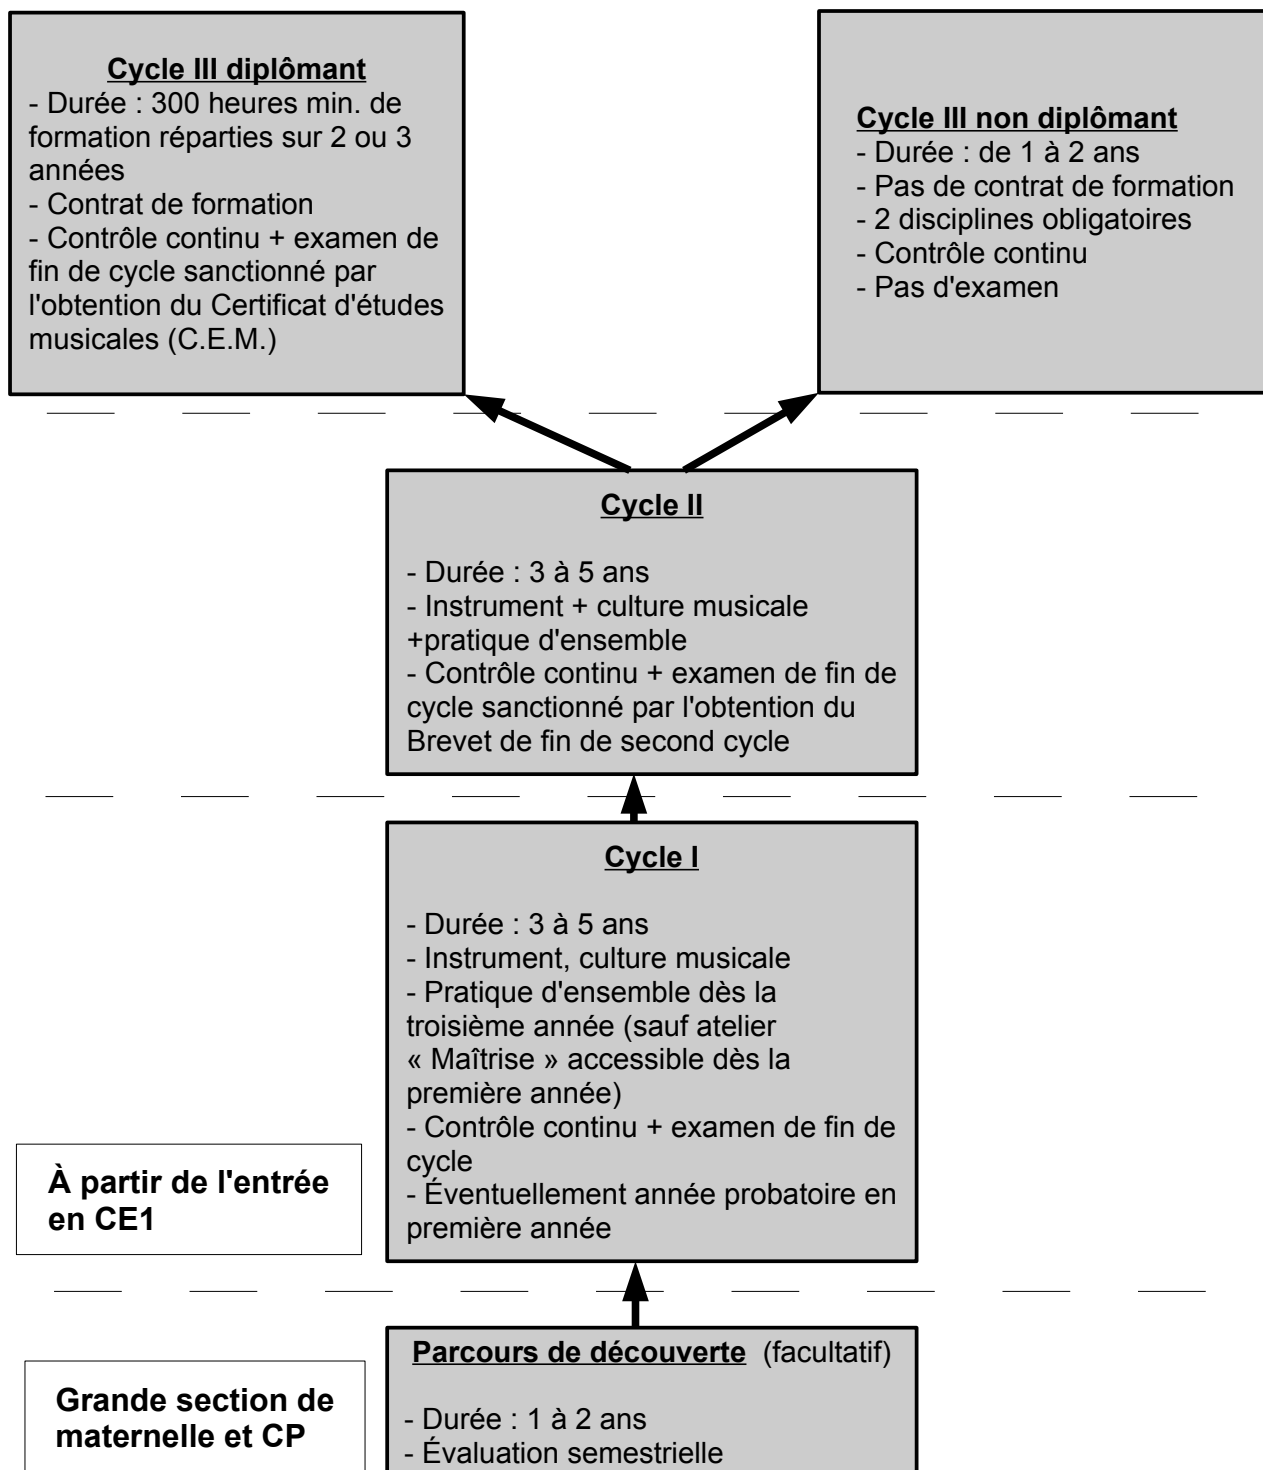 Cycle III diplômant
- Durée : 300 heures min. de
formation réparties sur 2 ou 3
années
- Contrat de formation
- Contrôle continu + examen de
fin de cycle sanctionné par
l'obtention du Certificat d'études
musicales (C.E.M.)
Cycle III non diplômant
- Durée : de 1 à 2 ans
- Pas de contrat de formation
- 2 disciplines obligatoires
- Contrôle continu
- Pas d'examen
Cycle II
- Durée : 3 à 5 ans
- Instrument + culture musicale
+pratique d'ensemble
- Contrôle continu + examen de fin de
cycle sanctionné par l'obtention du
Brevet de fin de second cycle
Cycle I
- Durée : 3 à 5 ans
- Instrument, culture musicale
- Pratique d'ensemble dès la
troisième année (sauf atelier
« Maîtrise » accessible dès la
première année)
- Contrôle continu + examen de fin de
cycle
- Éventuellement année probatoire en
première année
À partir de l'entrée
en CE1
Parcours de découverte (facultatif)
- Durée : 1 à 2 ans
- Évaluation semestrielle
Grande section de
maternelle et CP